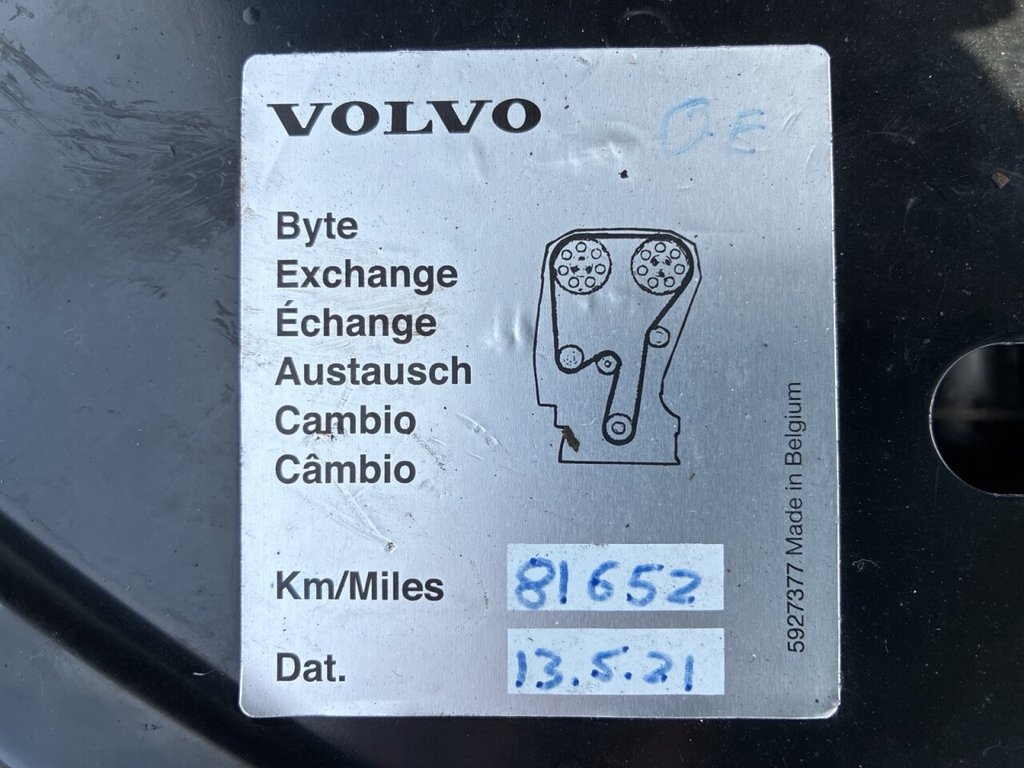 VOLVO
O.E
Byte
Exchange
Échange
Austausch
Cambio
Câmbio
Km/Miles 81652
Dat. 13.5.21
5927377 Made in Belgium